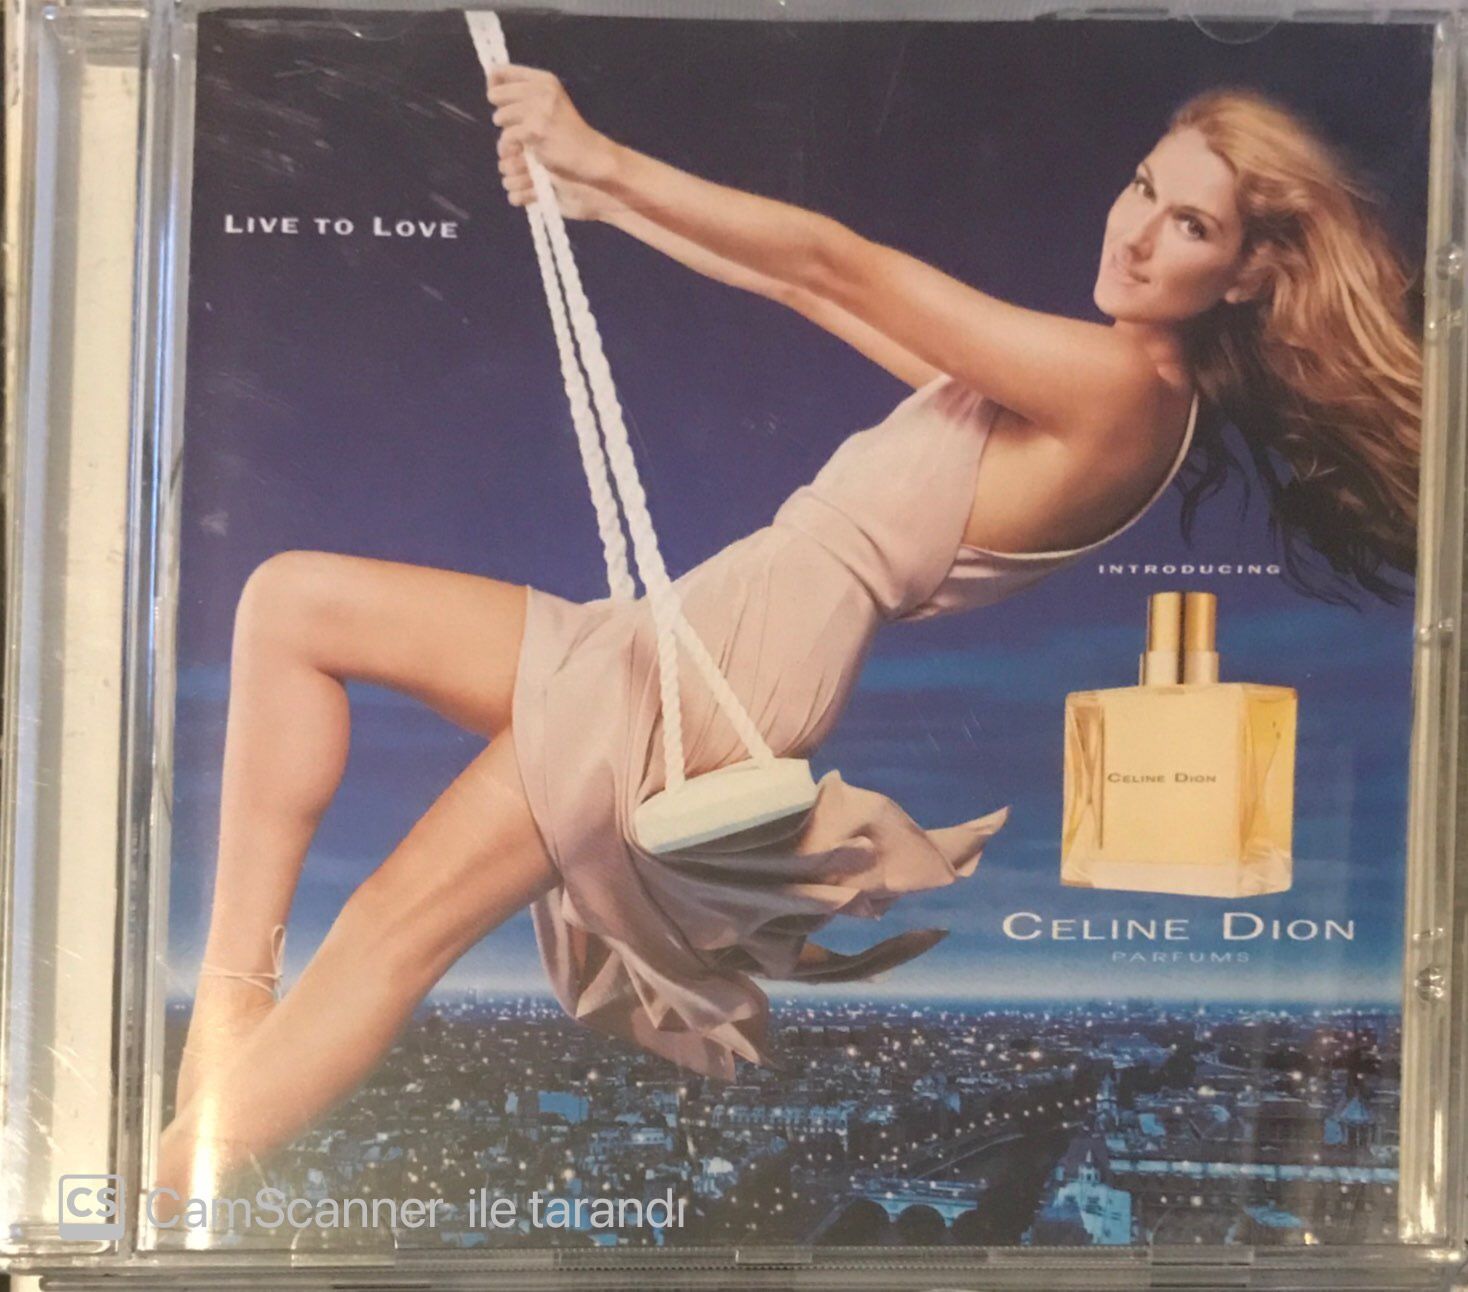 LIVE TO LOVE
INTRODUCING
CELINE DION
CELINE DION
PARFUMS
CS CamScanner ile tarandı